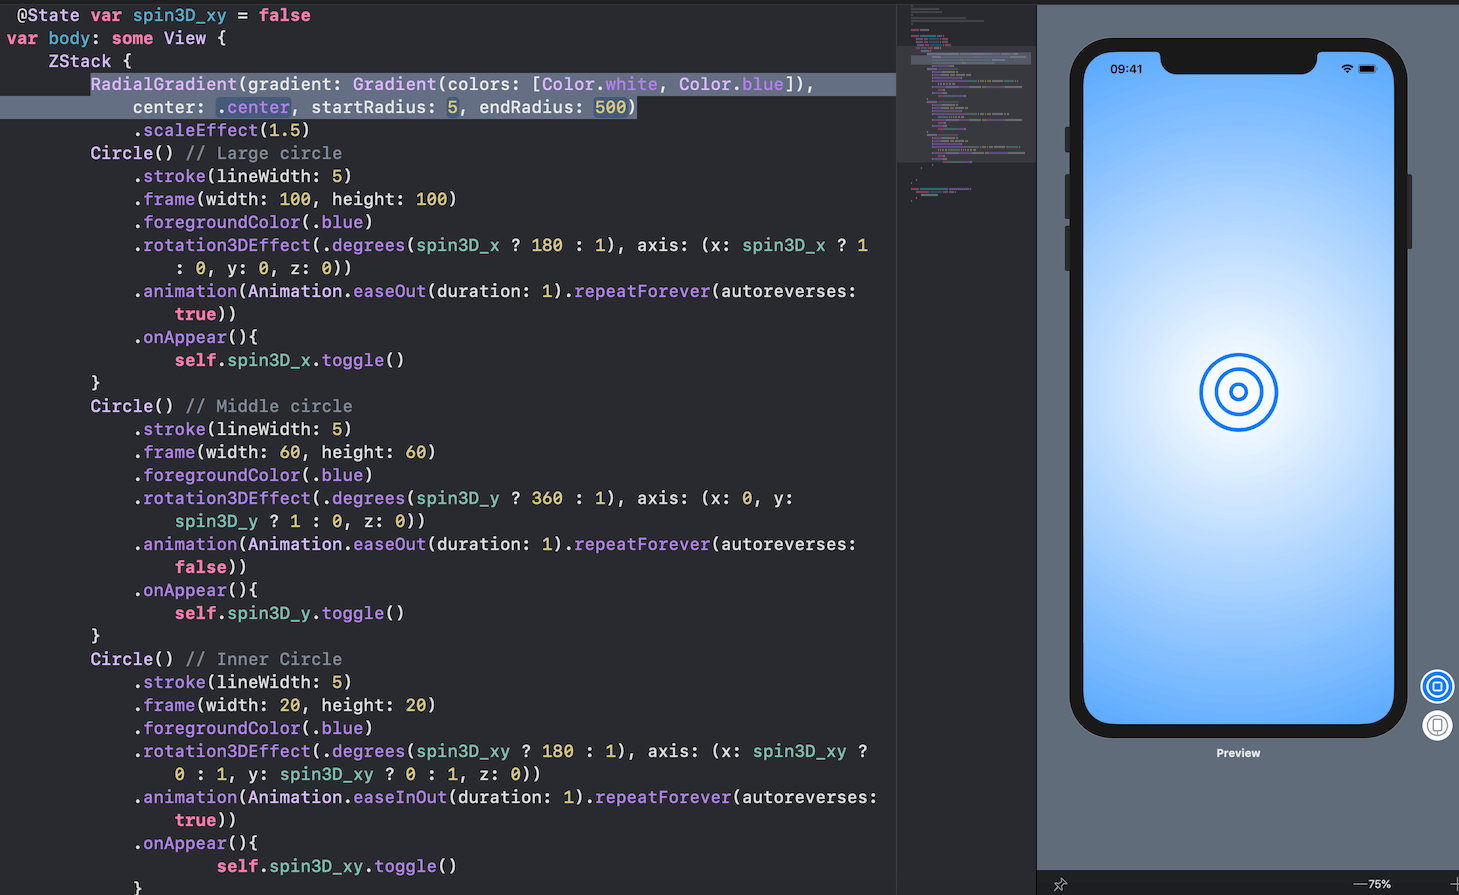 @State var spin3D_xy = false
var body: some View {
ZStack {
RadialGradient(gradient: Gradient(colors: [Color.white, Color.blue]),
center: .center, startRadius: 5, endRadius: 500)
.scaleEffect(1.5)
Circle() // Large circle
.stroke(lineWidth: 5)
.frame(width: 100, height: 100)
.foregroundColor(.blue)
.rotation3DEffect(.degrees(spin3D_x ? 180 : 1), axis: (x: spin3D_x ? 1
: 0, y: 0, z: 0))
.animation(Animation.easeOut(duration: 1).repeatForever(autoreverses:
true))
.onAppear(){
self.spin3D_x.toggle()
}
Circle() // Middle circle
.stroke(lineWidth: 5)
.frame(width: 60, height: 60)
.foregroundColor(.blue)
.rotation3DEffect(.degrees(spin3D_y ? 360 : 1), axis: (x: 0, y:
spin3D_y ? 1 : 0, z: 0))
.animation(Animation.easeOut(duration: 1).repeatForever(autoreverses:
false))
.onAppear(){
self.spin3D_y.toggle()
}
Circle() // Inner Circle
.stroke(lineWidth: 5)
.frame(width: 20, height: 20)
.foregroundColor(.blue)
.rotation3DEffect(.degrees(spin3D_xy ? 180 : 1), axis: (x: spin3D_xy ?
0 : 1, y: spin3D_xy ? 0 : 1, z: 0))
.animation(Animation.easeInOut(duration: 1).repeatForever(autoreverses:
true))
.onAppear(){
self.spin3D_xy.toggle()
}
09:41
Preview
75%